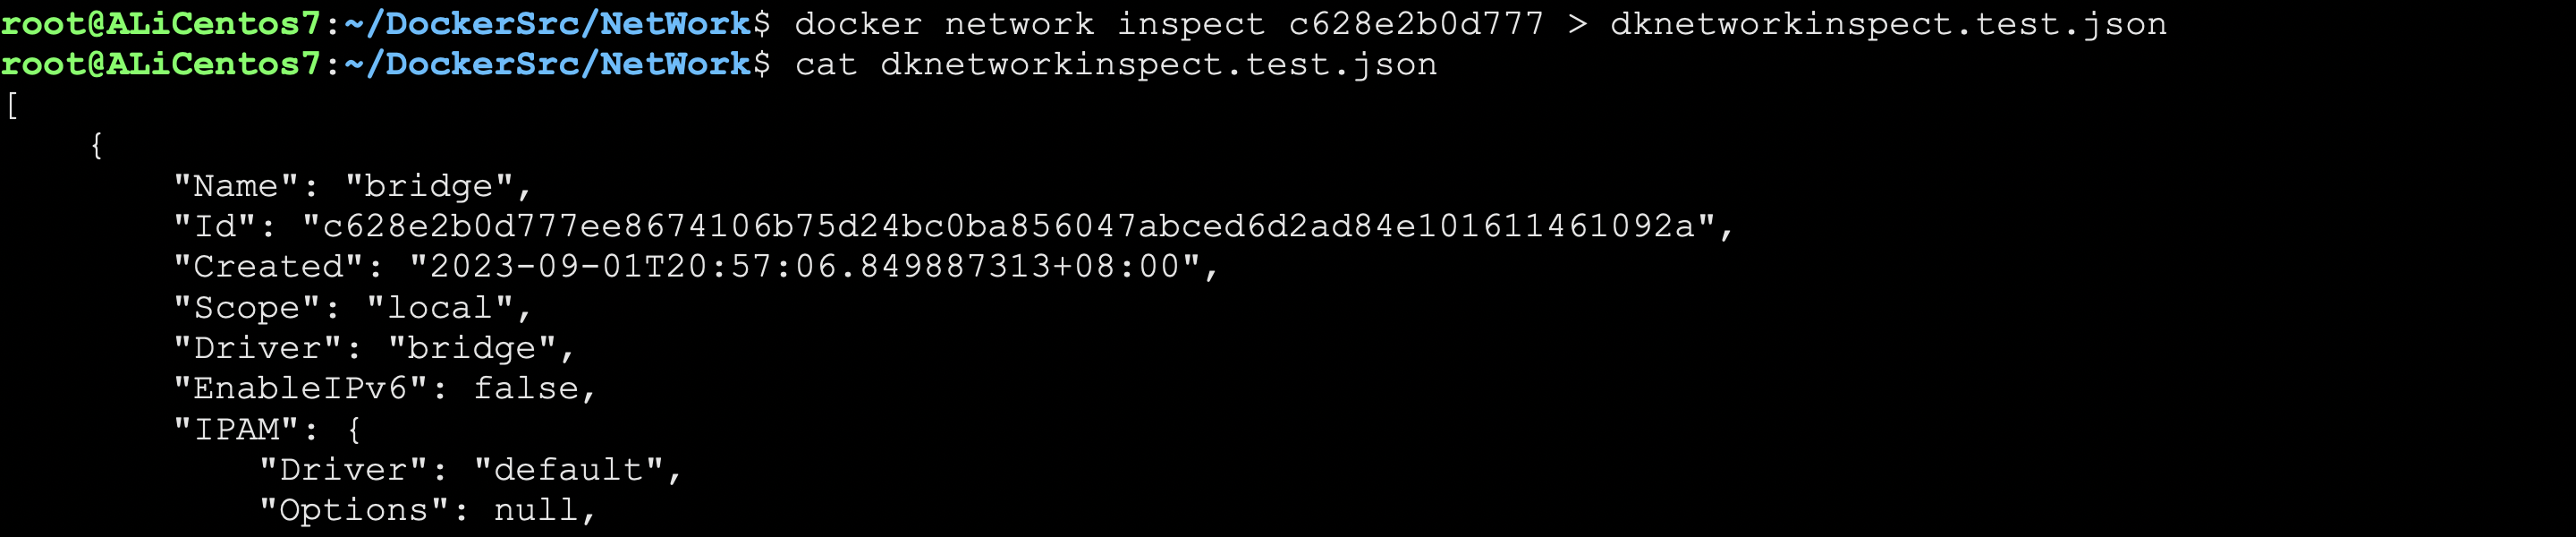 root@ALiCentos7:~/DockerSrc/NetWork$ docker network inspect c628e2b0d777 > dknetworkinspect.test.json
root@ALiCentos7:~/DockerSrc/NetWork$ cat dknetworkinspect.test.json
[
    {
        "Name": "bridge",
        "Id": "c628e2b0d777ee8674106b75d24bc0ba856047abced6d2ad84e101611461092a",
        "Created": "2023-09-01T20:57:06.849887313+08:00",
        "Scope": "local",
        "Driver": "bridge",
        "EnableIPv6": false,
        "IPAM": {
            "Driver": "default",
            "Options": null,